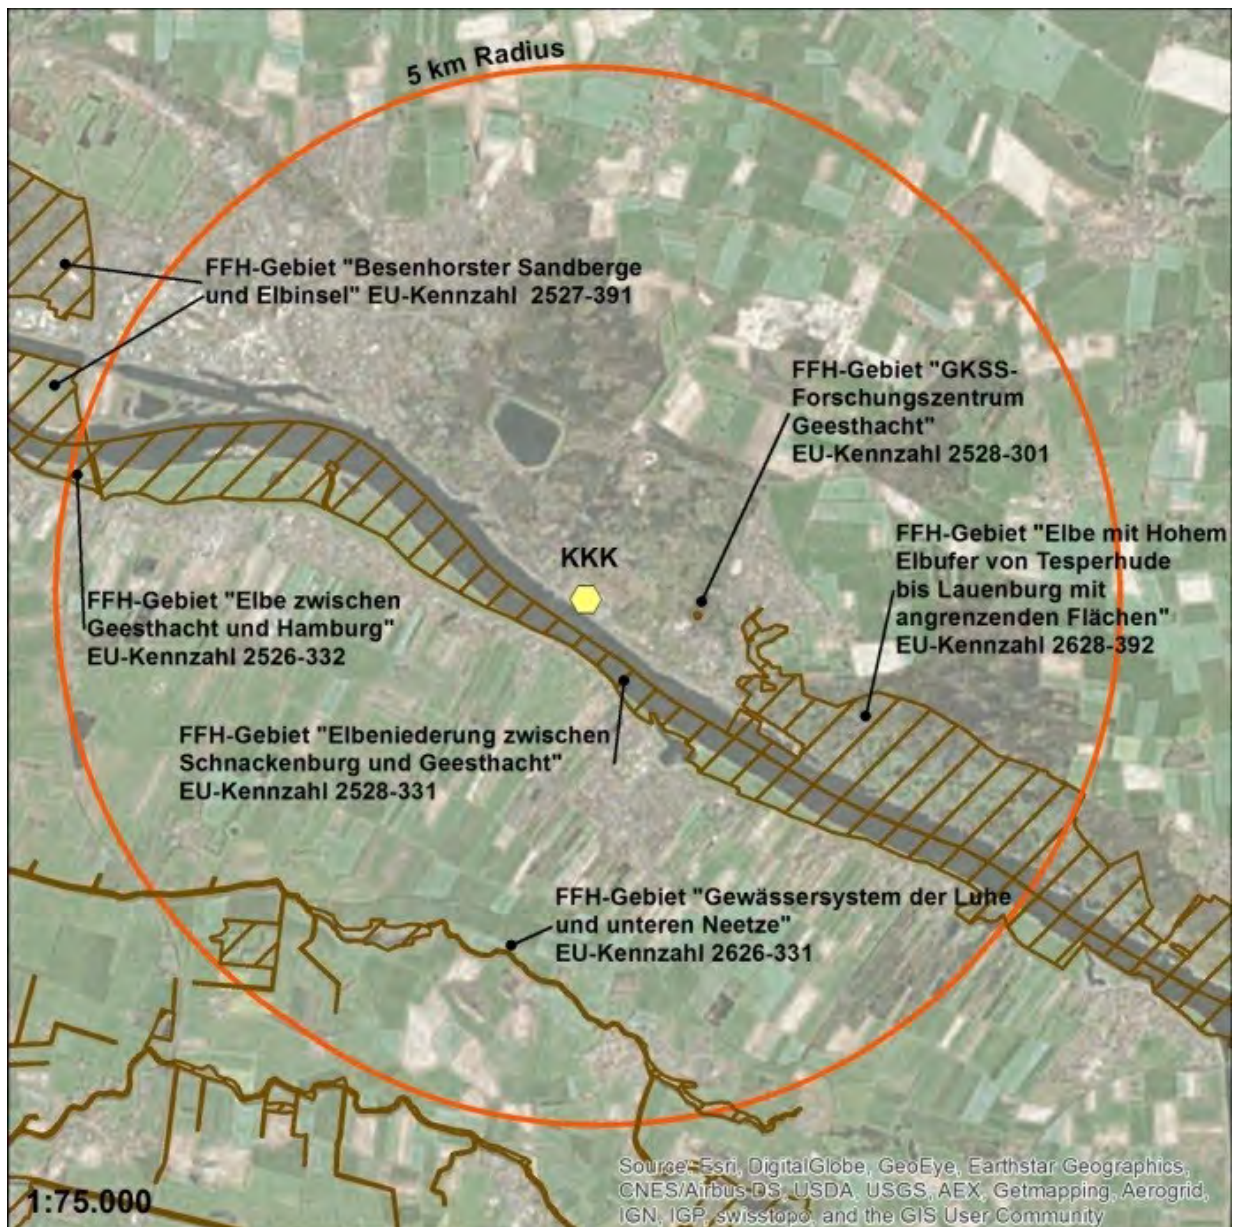 5 km Radius
FFH-Gebiet "Besenhorster Sandberge
und Elbinsel" EU-Kennzahl 2527-391
FFH-Gebiet "GKSS-
Forschungszentrum
Geesthacht"
EU-Kennzahl 2528-301
FFH-Gebiet "Elbe mit Hohem
Elbufer von Tesperhude
bis Lauenburg mit
angrenzenden Flächen"
EU-Kennzahl 2628-392
KKK
FFH-Gebiet "Elbe zwischen
Geesthacht und Hamburg"
EU-Kennzahl 2526-332
FFH-Gebiet "Elbeniederung zwischen
Schnackenburg und Geesthacht"
EU-Kennzahl 2528-331
FFH-Gebiet "Gewässersystem der Luhe
und unteren Neetze"
EU-Kennzahl 2626-331
1:75.000
Source: Esri, DigitalGlobe, GeoEye, Earthstar Geographics,
CNES/Airbus DS, USDA, USGS, AEX, Getmapping, Aerogrid,
IGN, IGP, swisstopo, and the GIS User Community